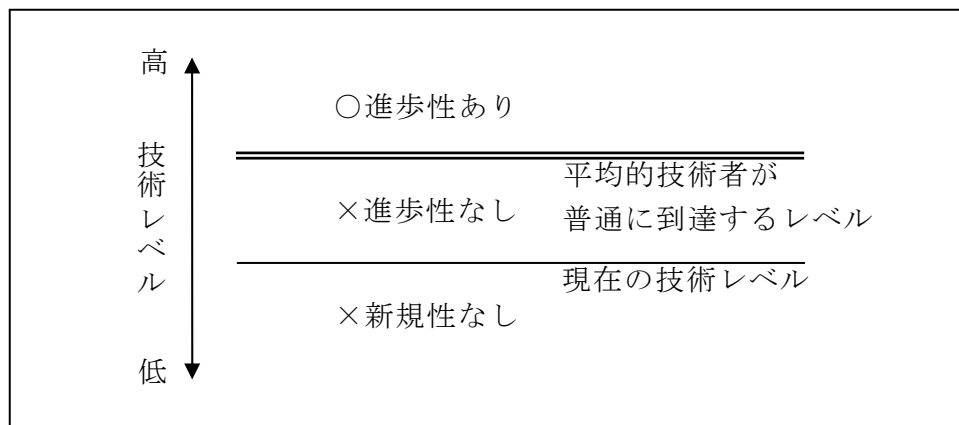 高
○進歩性あり
技術レベル
平均的技術者が
×進歩性なし
普通に到達するレベル
現在の技術レベル
×新規性なし
低